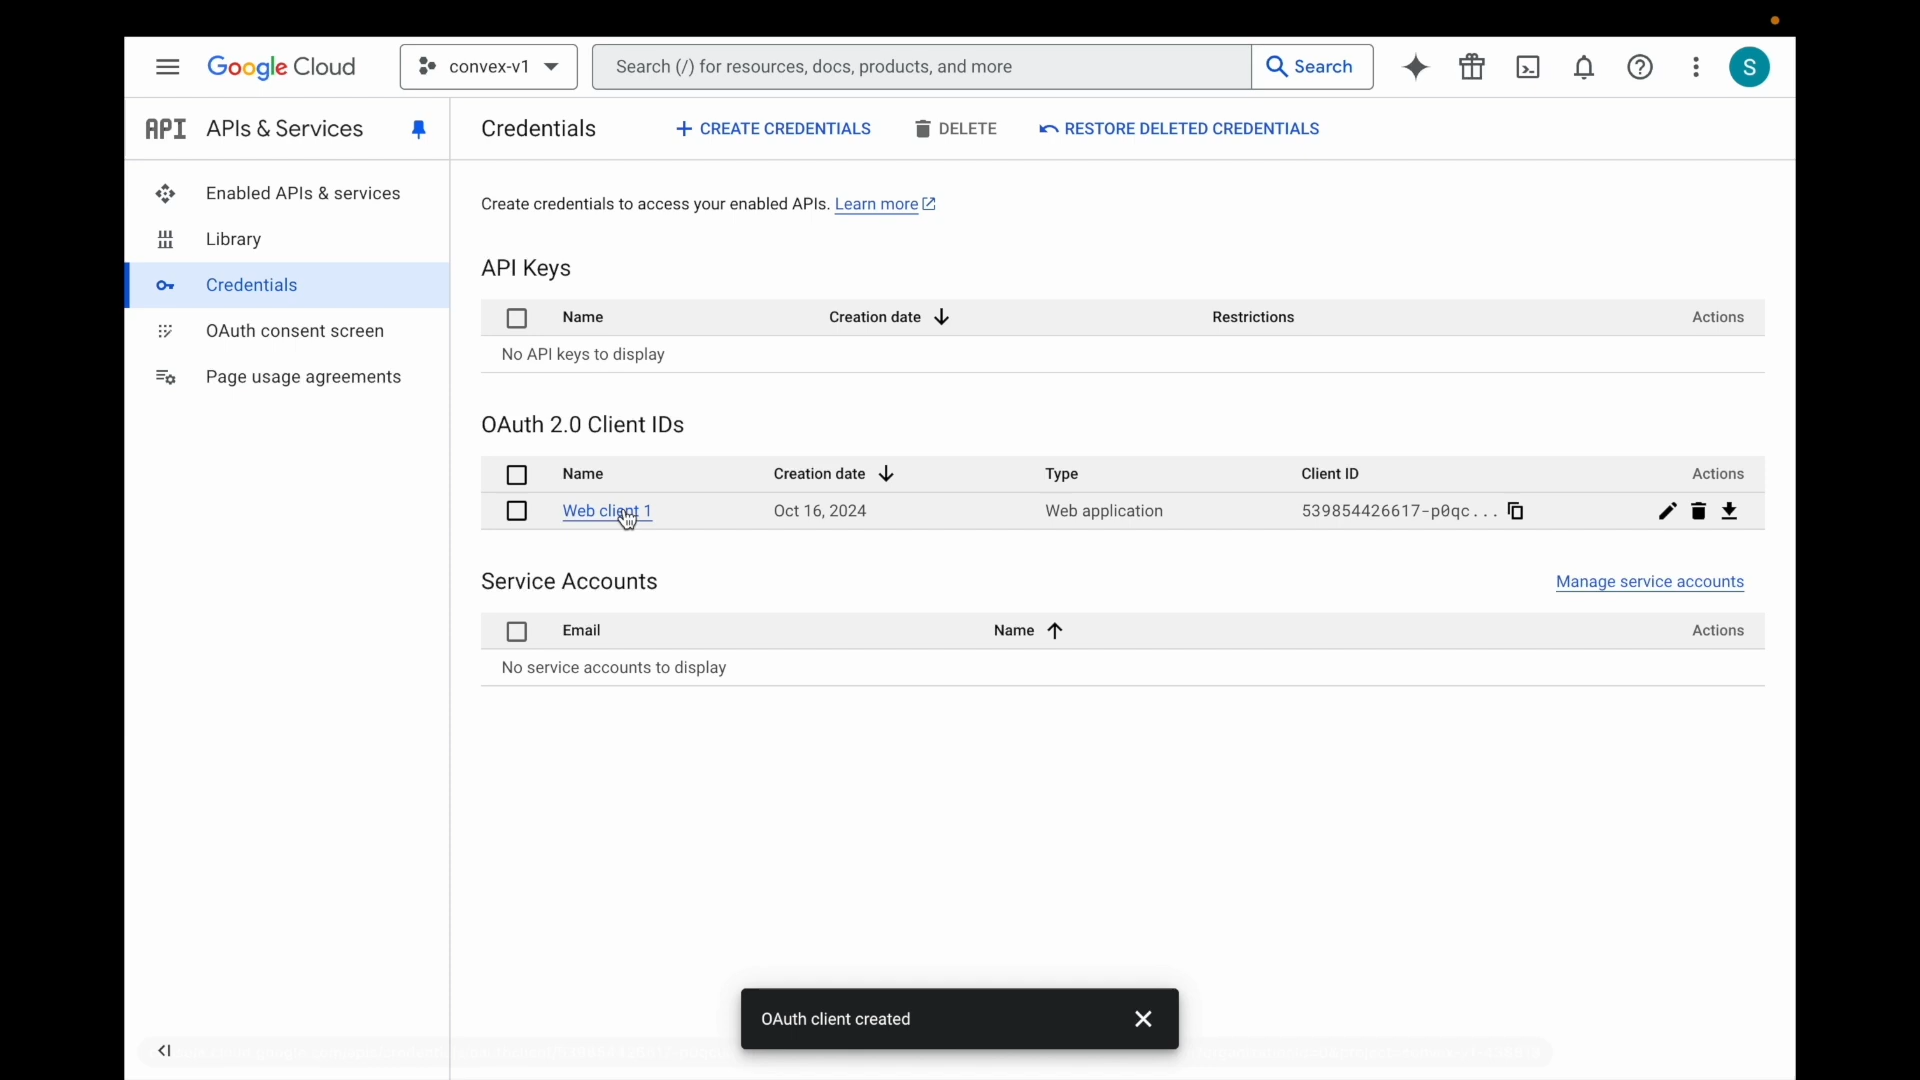 Google Cloud
convex-v1
Search (/) for resources, docs, products, and more
Search
S
API APIs & Services
Credentials
CREATE CREDENTIALS
DELETE
RESTORE DELETED CREDENTIALS
Enabled APIs & services
Library
Credentials
OAuth consent screen
Page usage agreements
Create credentials to access your enabled APIs. Learn more
API Keys
Name Creation date Restrictions Actions
No API keys to display
OAuth 2.0 Client IDs
Name Creation date Type Client ID Actions
Web client 1 Oct 16, 2024 Web application 539854426617-p0qc...
Service Accounts
Manage service accounts
Email Name Actions
No service accounts to display
OAuth client created